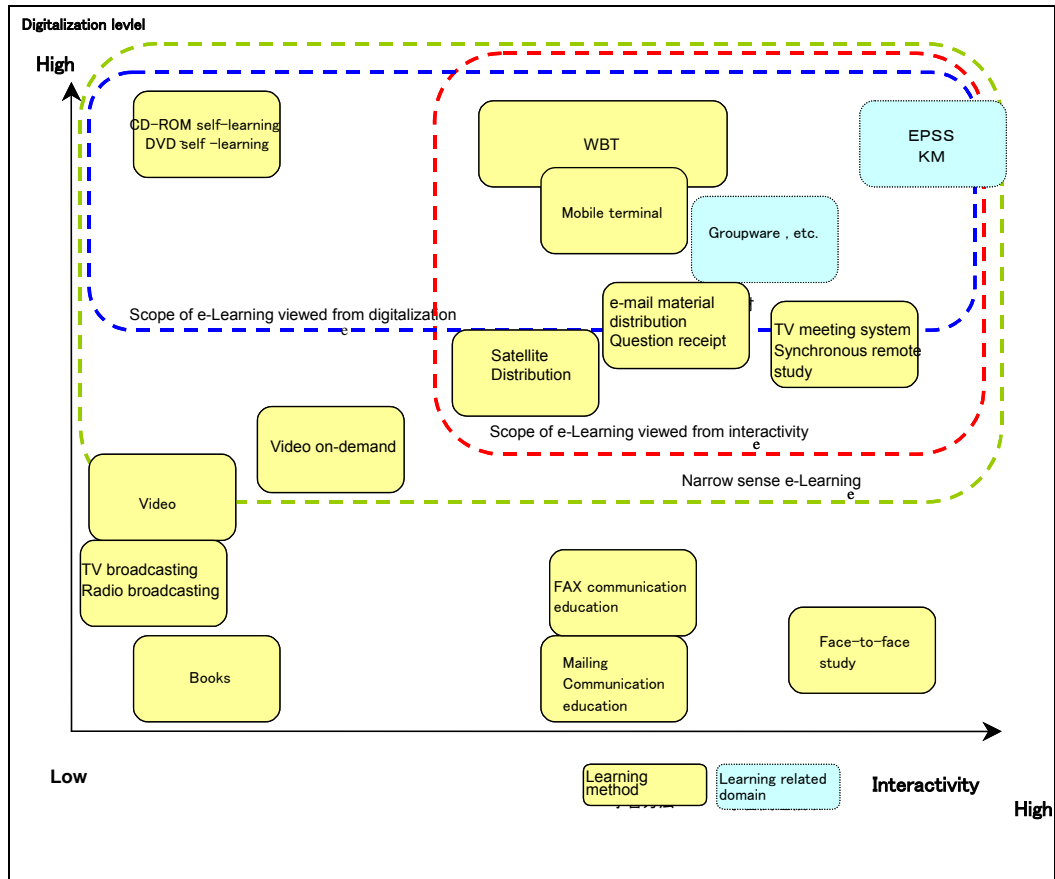 Digitalization levlel
High
CD-ROM self-learning
DVD self-learning
WBT
EPSS
KM
Mobile terminal
Groupware , etc.
e-mail material
distribution
Question receipt
Scope of e-Learning viewed from digitalization
e
TV meeting system
Synchronous remote
study
Satellite
Distribution
Scope of e-Learning viewed from interactivity
e
Video on-demand
Narrow sense e-Learning
e
Video
TV broadcasting
Radio broadcasting
FAX communication
education
Face-to-face
study
Books
Mailing
Communication
education
Low
Learning
method
Learning related
domain
Interactivity
High